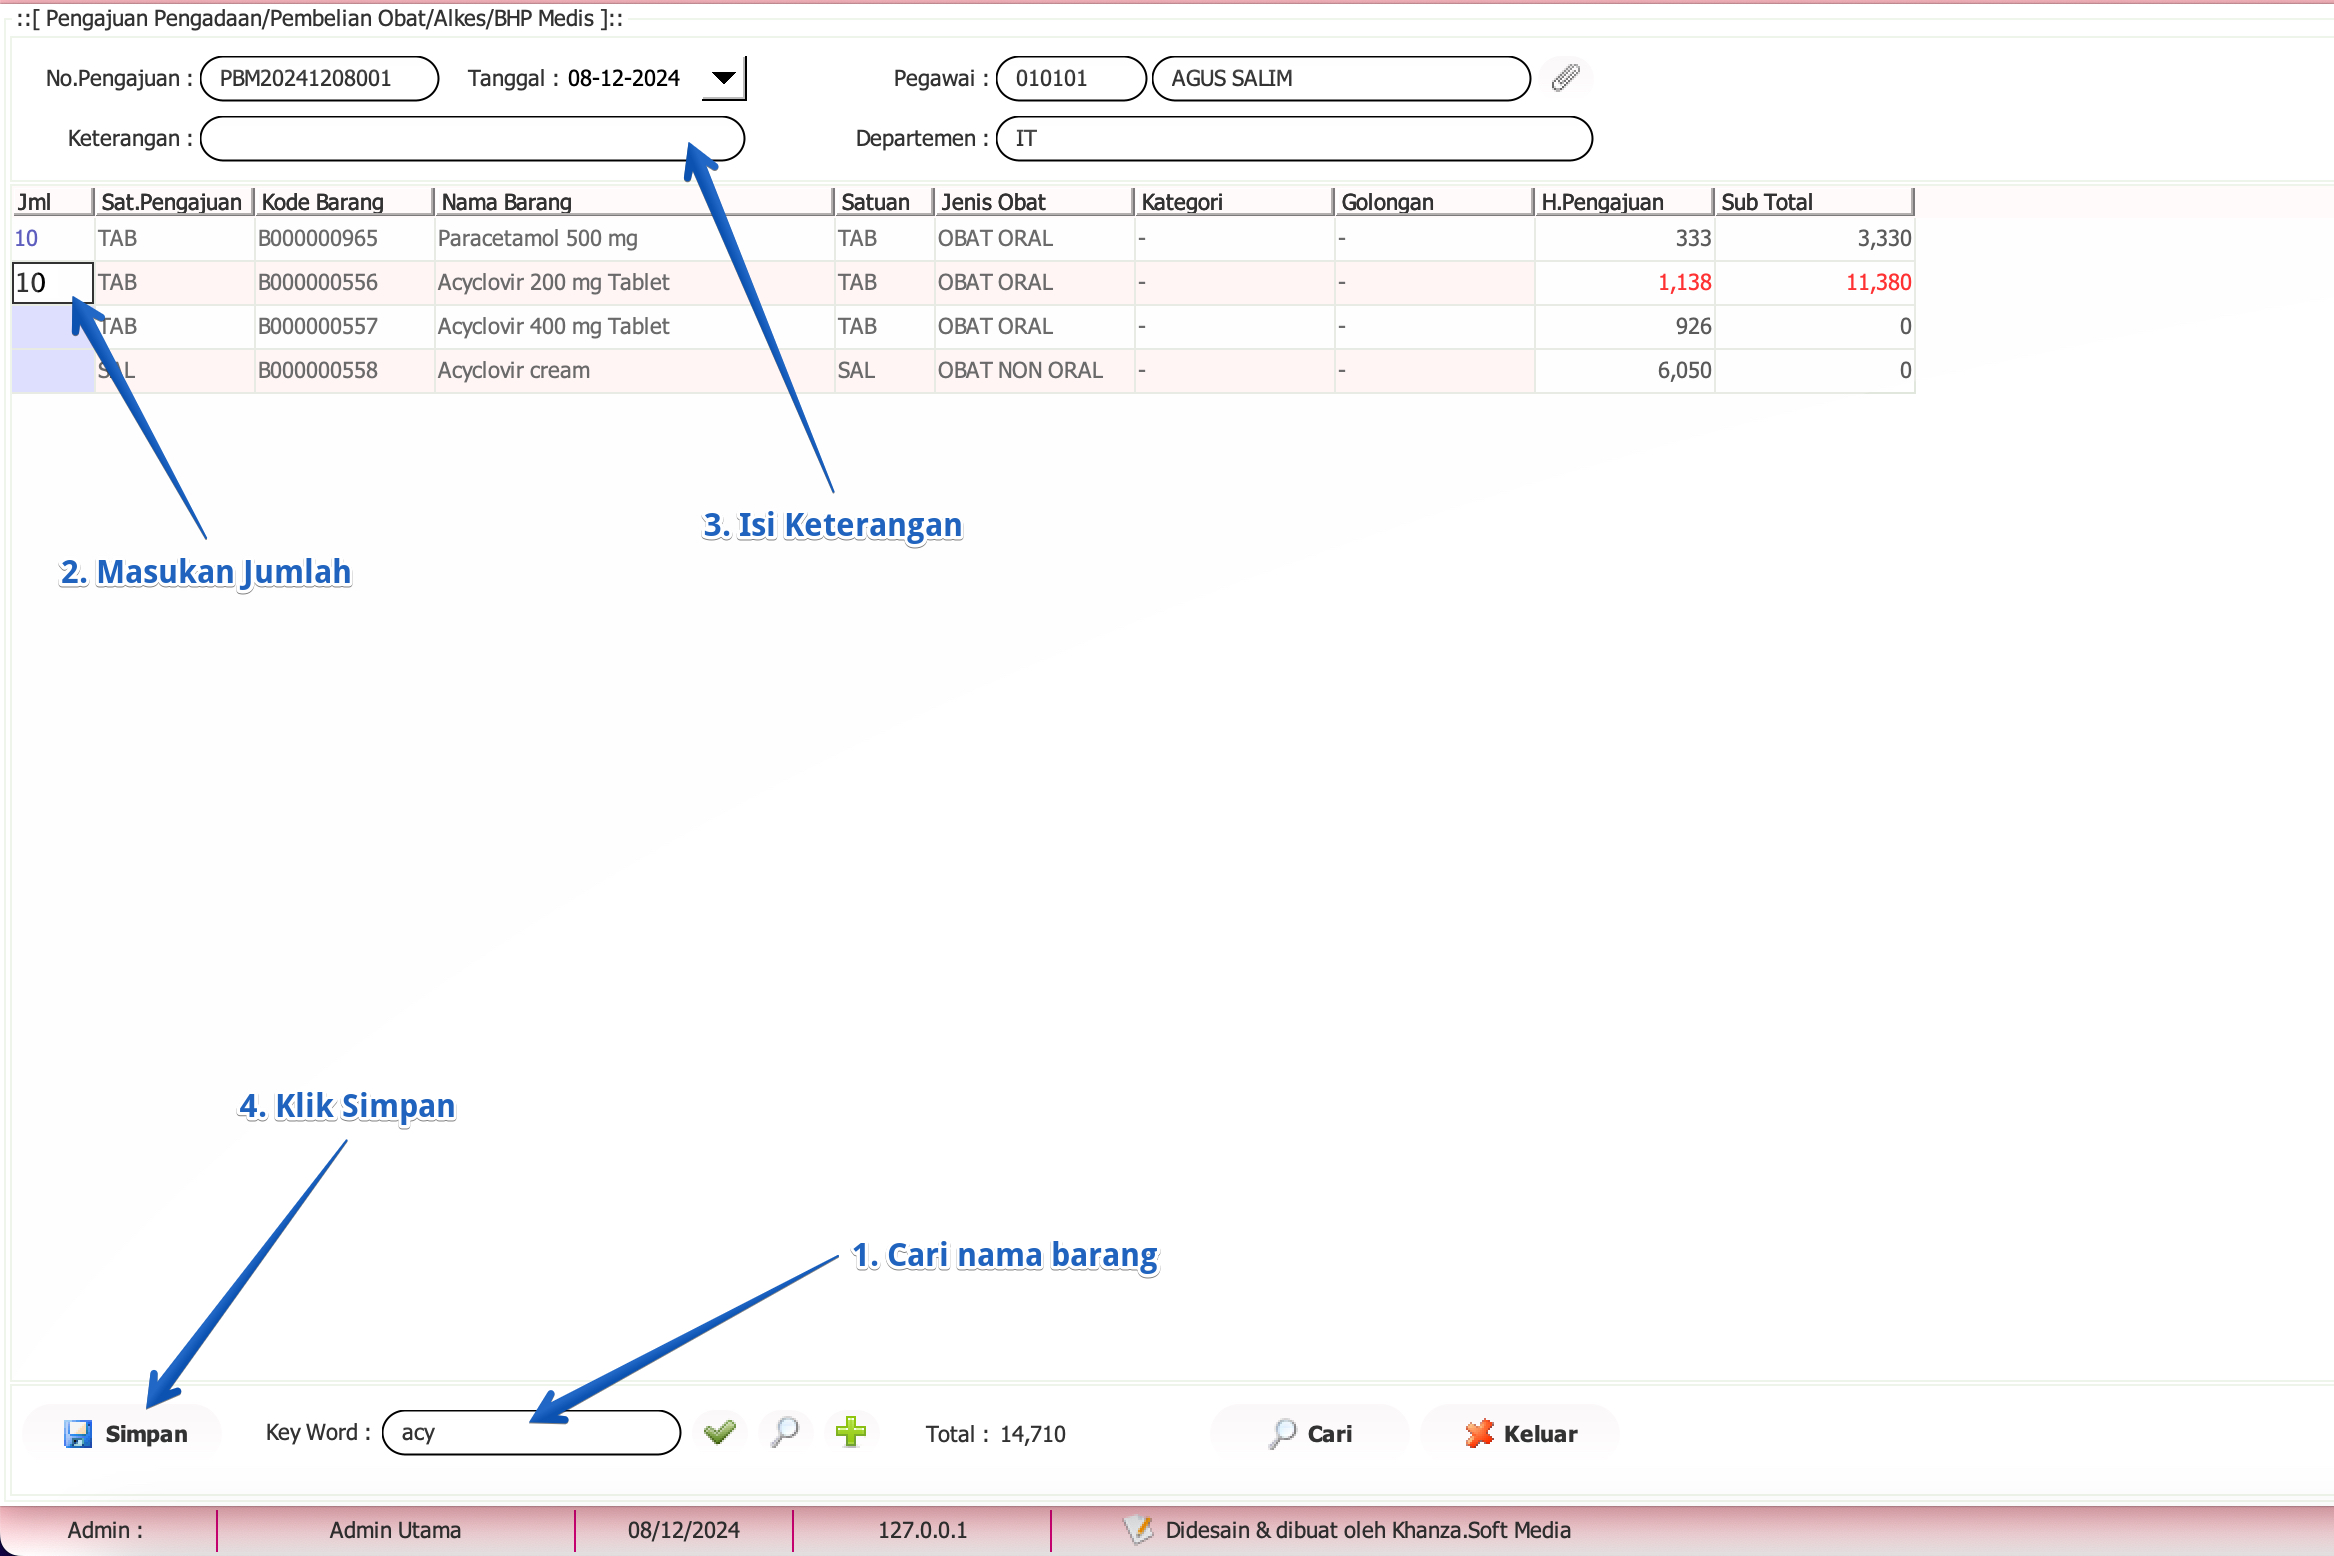 ::[ Pengajuan Pengadaan/Pembelian Obat/Alkes/BHP Medis ]::
No.Pengajuan : PBM20241208001 Tanggal : 08-12-2024 Pegawai : 010101 AGUS SALIM
Keterangan : Departemen : IT
Jml Sat.Pengajuan Kode Barang Nama Barang Satuan Jenis Obat Kategori Golongan H.Pengajuan Sub Total
10 TAB B000000965 Paracetamol 500 mg TAB OBAT ORAL - - 333 3,330
10 TAB B000000556 Acyclovir 200 mg Tablet TAB OBAT ORAL - - 1,138 11,380
TAB B000000557 Acyclovir 400 mg Tablet TAB OBAT ORAL - - 926 0
SAL B000000558 Acyclovir cream SAL OBAT NON ORAL - - 6,050 0
3. Isi Keterangan
2. Masukan Jumlah
4. Klik Simpan
1. Cari nama barang
Simpan Key Word : acy Total : 14,710 Cari Keluar
Admin : Admin Utama 08/12/2024 127.0.0.1 Didesain & dibuat oleh Khanza.Soft Media